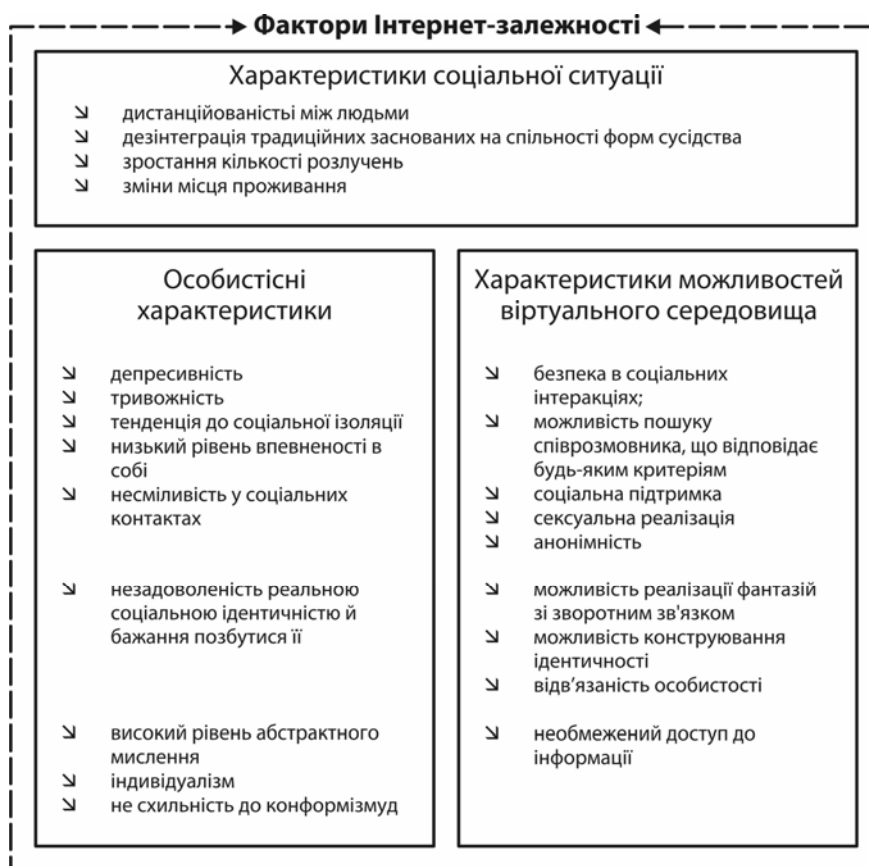 Фактори Інтернет-залежності
Характеристики соціальної ситуації
дистанційованістьі між людьми
дезінтеграція традиційних заснованих на спільності форм сусідства
зростання кількості розлучень
зміни місця проживання
Особистісні
характеристики
депресивність
тривожність
тенденція до соціальної ізоляції
низький рівень впевненості в
собі
несміливість у соціальних
контактах
незадоволеність реальною
соціальною ідентичністю й
бажання позбутися її
високий рівень абстрактного
мислення
індивідуалізм
не схильність до конформізмуд
Характеристики можливостей
віртуального середовища
безпека в соціальних
інтеракціях;
можливість пошуку
співрозмовника, що відповідає
будь-яким критеріям
соціальна підтримка
сексуальна реалізація
анонімність
можливість реалізації фантазій
зі зворотним зв'язком
можливість конструювання
ідентичності
відв’язаність особистості
необмежений доступ до
інформації